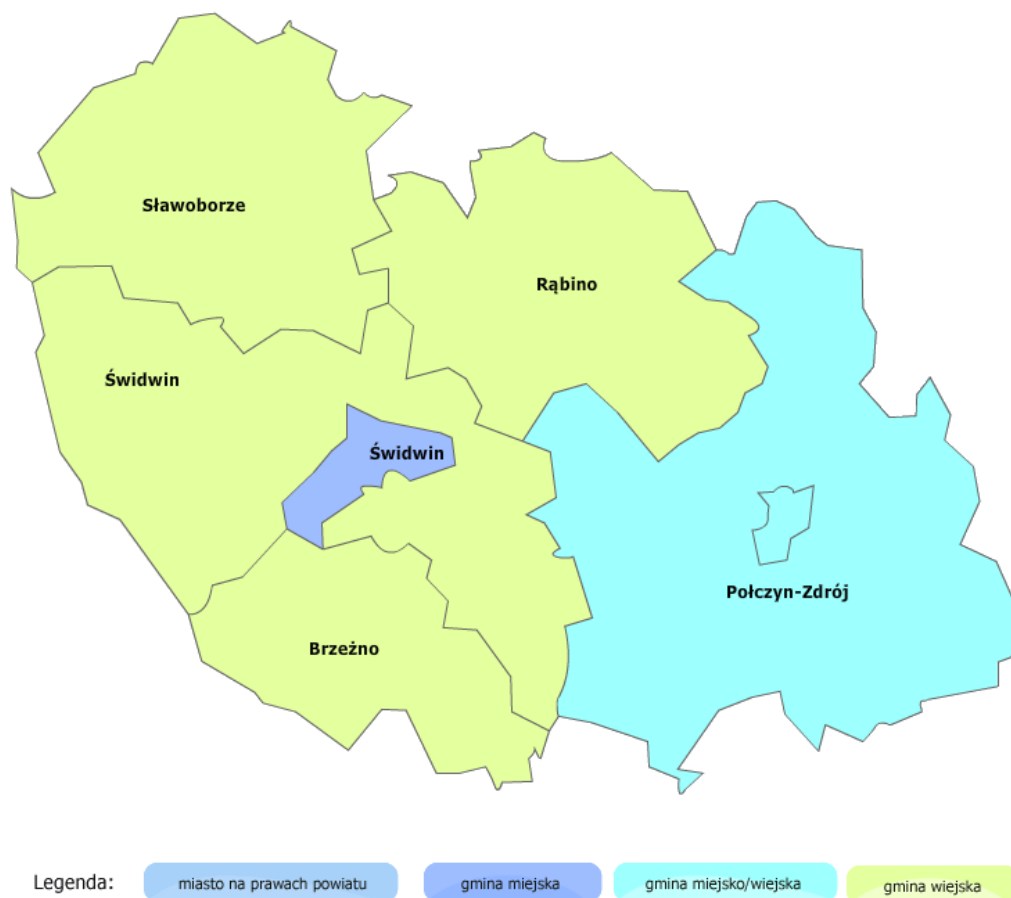 Sławoborze
Rąbino
Świdwin
Świdwin
Połczyn-Zdrój
Brzeżno
Legenda:
miasto na prawach powiatu
gmina miejska
gmina miejsko/wiejska
gmina wiejska